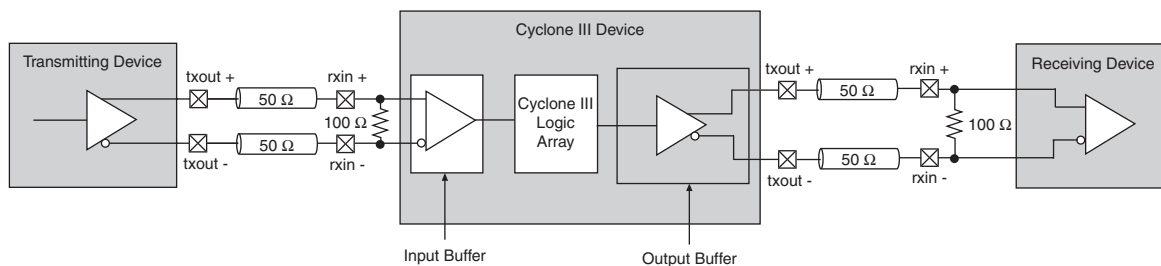 Cyclone III Device
Transmitting Device
txout +
rxin +
50 Ω
100 Ω
50 Ω
txout -
rxin -
Cyclone III
Logic
Array
txout +
rxin +
50 Ω
100 Ω
50 Ω
txout -
rxin -
Receiving Device
Input Buffer
Output Buffer